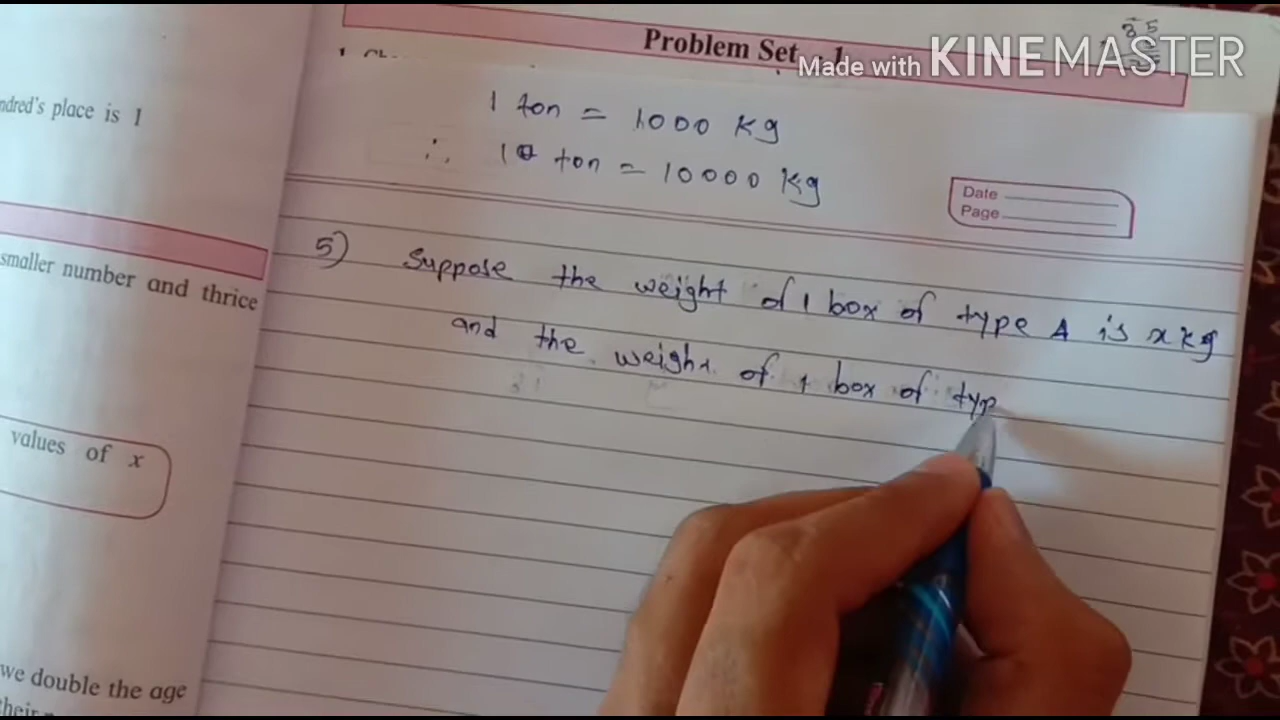 Problem Set - 1
Made with KINEMASTER
ndred's place is 1
1 ton = 1000 kg
∴ 10 ton = 10000 kg
Date
Page
smaller number and thrice
5) Suppose the weight of 1 box of type A is x kg
and the weight of 1 box of typ
values of x
we double the age
their